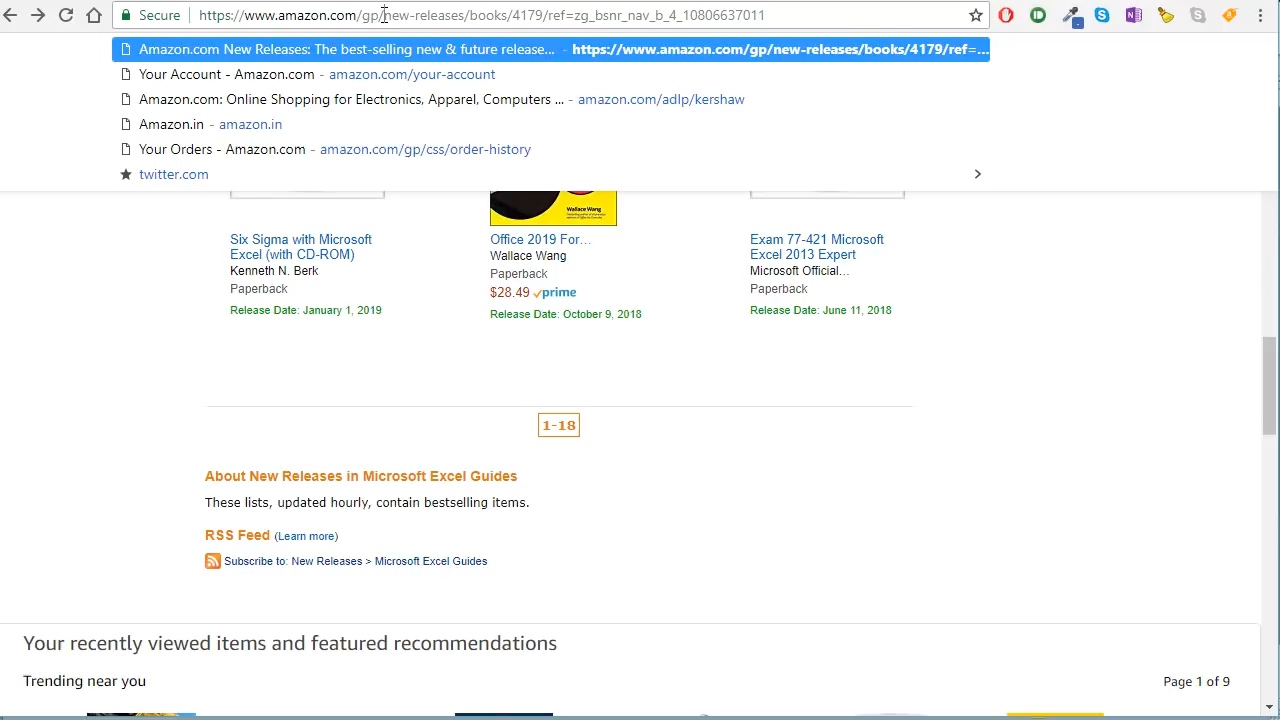 Secure https://www.amazon.com/gp/new-releases/books/4179/ref=zg_bsnr_nav_b_4_10806637011
Amazon.com New Releases: The best-selling new & future release... - https://www.amazon.com/gp/new-releases/books/4179/ref=...
Your Account - Amazon.com - amazon.com/your-account
Amazon.com: Online Shopping for Electronics, Apparel, Computers ... - amazon.com/adlp/kershaw
Amazon.in - amazon.in
Your Orders - Amazon.com - amazon.com/gp/css/order-history
twitter.com
Wallace Wang
Six Sigma with Microsoft
Excel (with CD-ROM)
Kenneth N. Berk
Paperback
Release Date: January 1, 2019
Office 2019 For...
Wallace Wang
Paperback
$28.49 prime
Release Date: October 9, 2018
Exam 77-421 Microsoft
Excel 2013 Expert
Microsoft Official...
Paperback
Release Date: June 11, 2018
1-18
About New Releases in Microsoft Excel Guides
These lists, updated hourly, contain bestselling items.
RSS Feed (Learn more)
Subscribe to: New Releases > Microsoft Excel Guides
Your recently viewed items and featured recommendations
Trending near you
Page 1 of 9